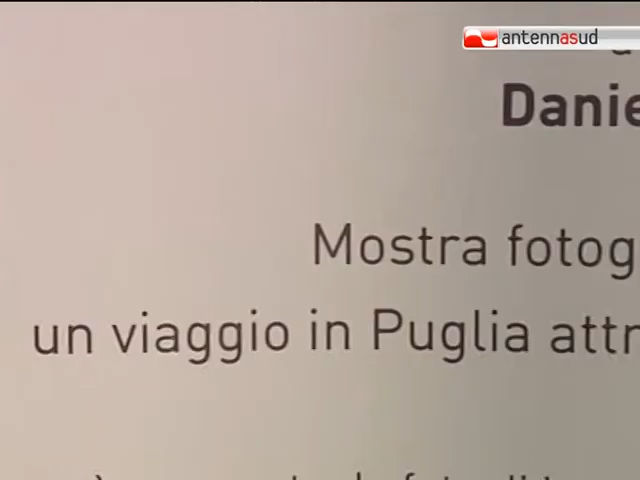 antennasud
Danie
Mostra fotog
un viaggio in Puglia attr